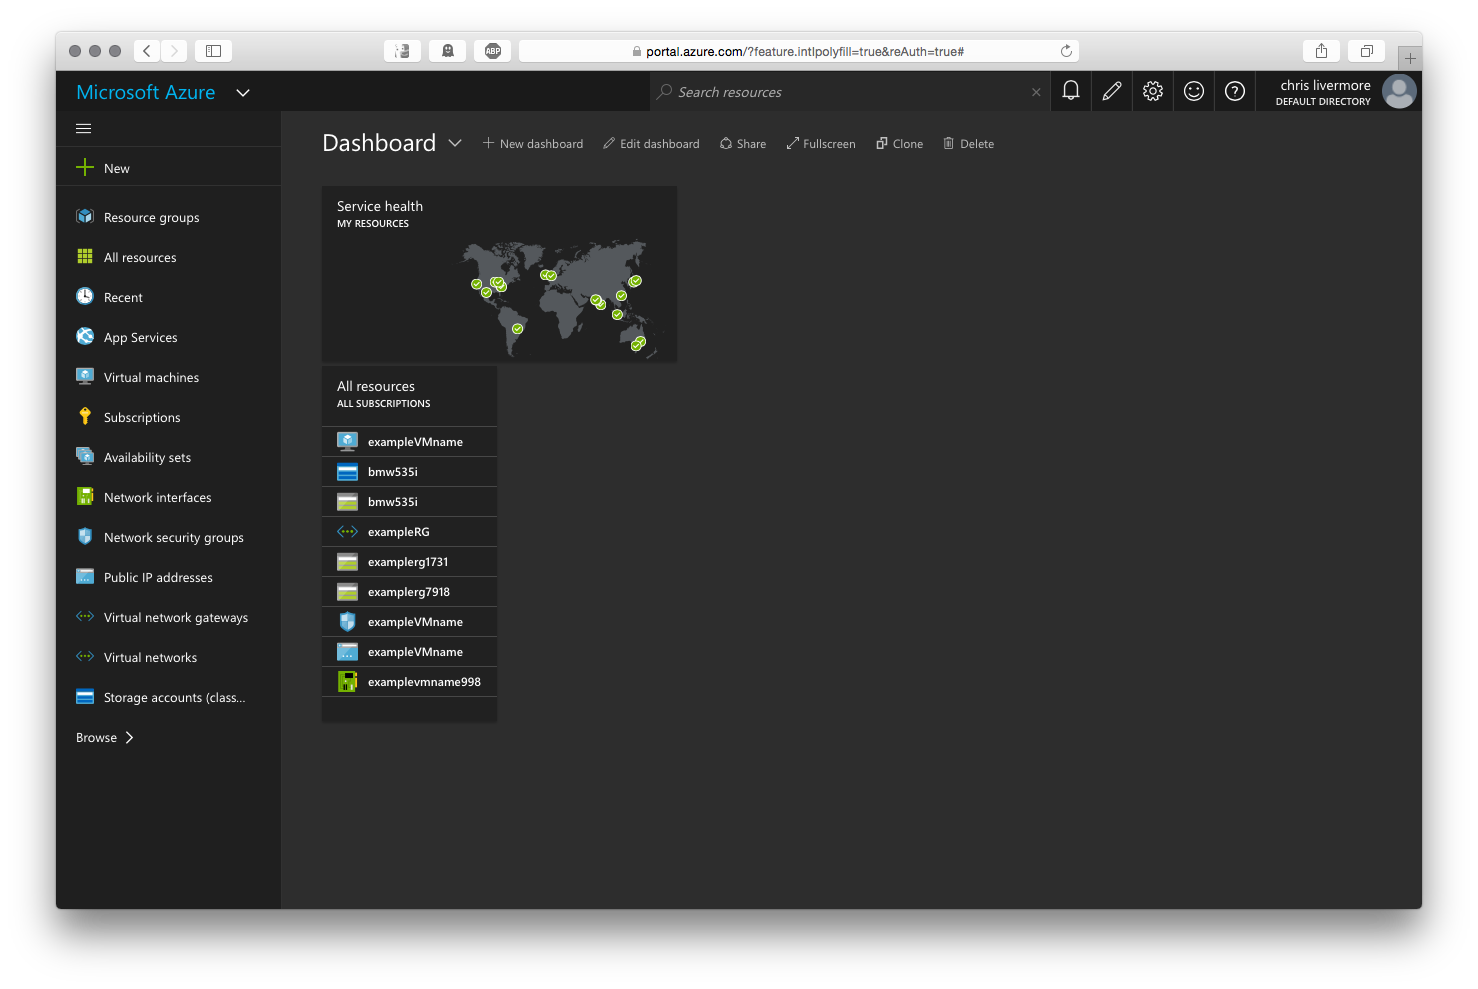 ABP
portal.azure.com/?feature.intlpolyfill=true&reAuth=true#
Microsoft Azure
Search resources
chris livermore
DEFAULT DIRECTORY
Dashboard
New dashboard
Edit dashboard
Share
Fullscreen
Clone
Delete
New
Resource groups
All resources
Recent
App Services
Virtual machines
Subscriptions
Availability sets
Network interfaces
Network security groups
Public IP addresses
Virtual network gateways
Virtual networks
Storage accounts (class...
Browse
Service health
MY RESOURCES
All resources
ALL SUBSCRIPTIONS
exampleVMname
bmw535i
bmw535i
exampleRG
examplerg1731
examplerg7918
exampleVMname
exampleVMname
examplevmname998